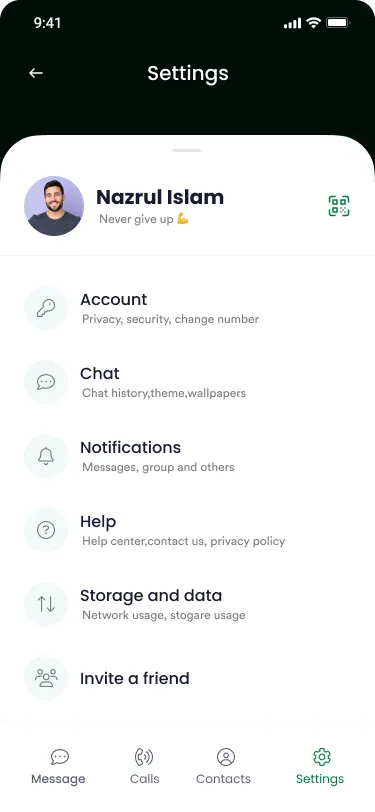 9:41
Settings
Nazrul Islam
Never give up 💪
Account
Privacy, security, change number
Chat
Chat history,theme,wallpapers
Notifications
Messages, group and others
Help
Help center,contact us, privacy policy
Storage and data
Network usage, stogare usage
Invite a friend
Message
Calls
Contacts
Settings